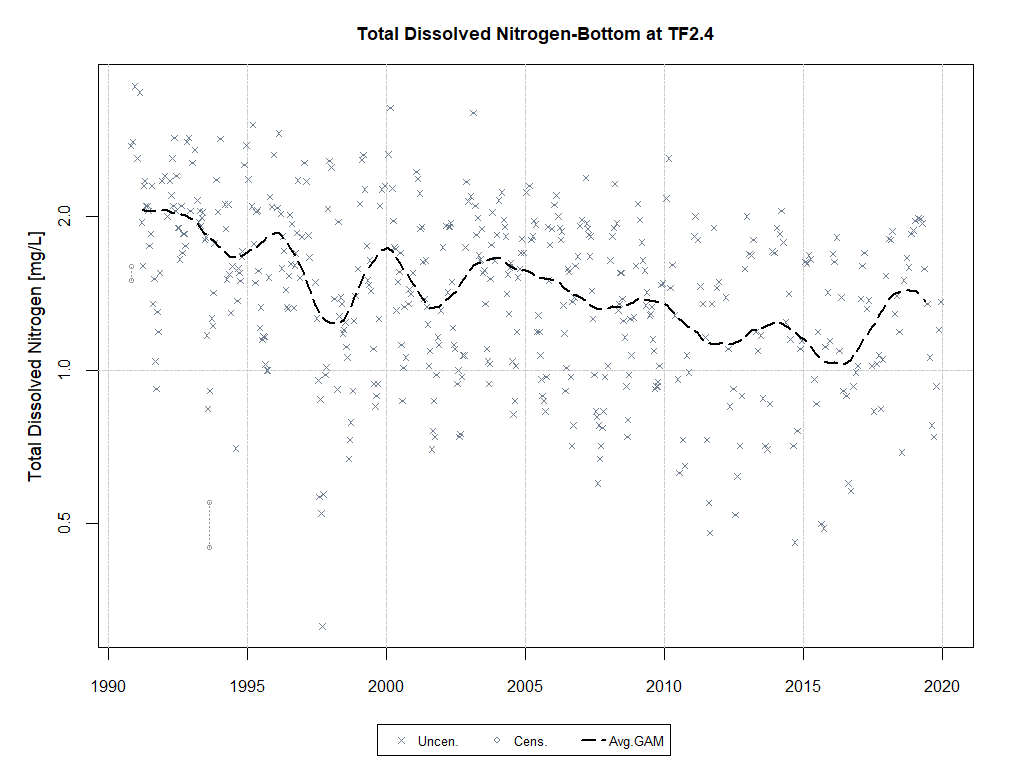 Total Dissolved Nitrogen-Bottom at TF2.4
Total Dissolved Nitrogen [mg/L]
2.0
1.0
0.5
1990 1995 2000 2005 2010 2015 2020
Uncen. Cens. Avg.GAM